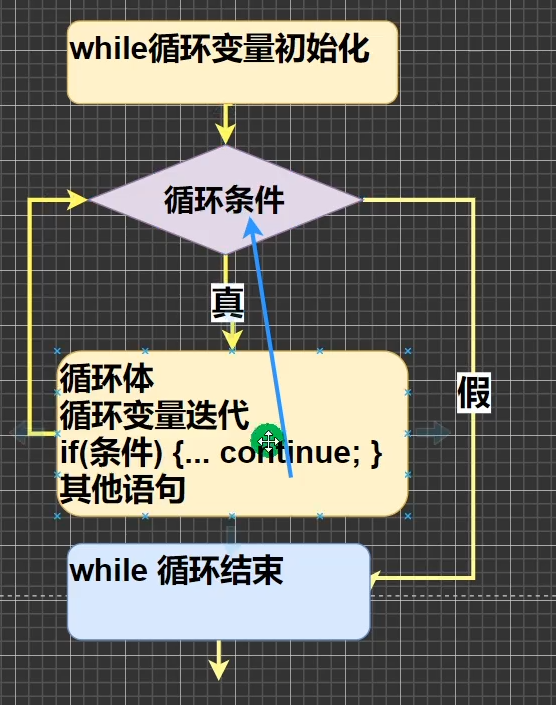 while循环变量初始化
循环条件
真
假
循环体
循环变量迭代
if(条件) {... continue; }
其他语句
while 循环结束